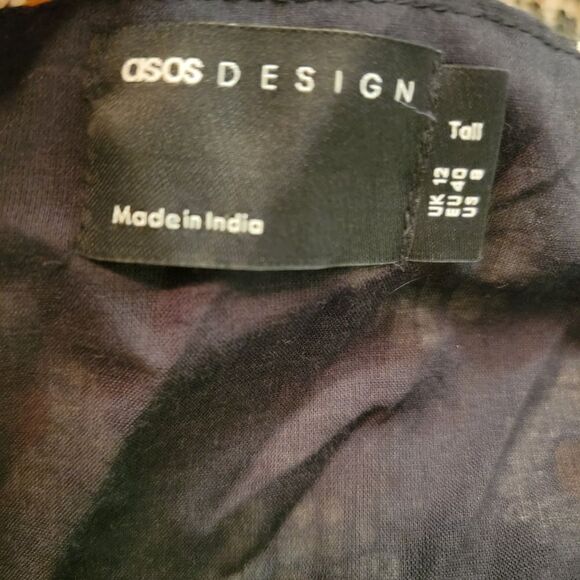 asos DESIGN
Made in India
Tall
UK 12
EU 40
US 8